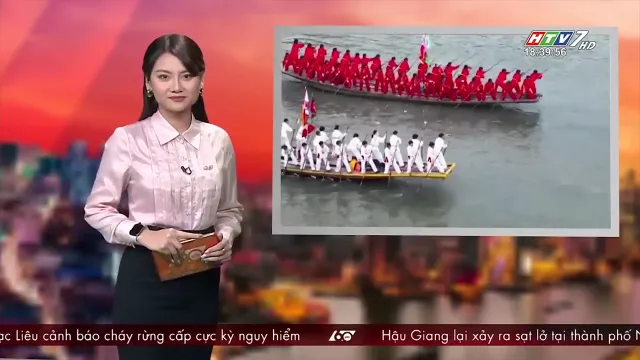 HTV7 HD
18:39:56
ạc Liêu cảnh báo cháy rừng cấp cực kỳ nguy hiểm 60 Hậu Giang lại xảy ra sạt lở tại thành phố N